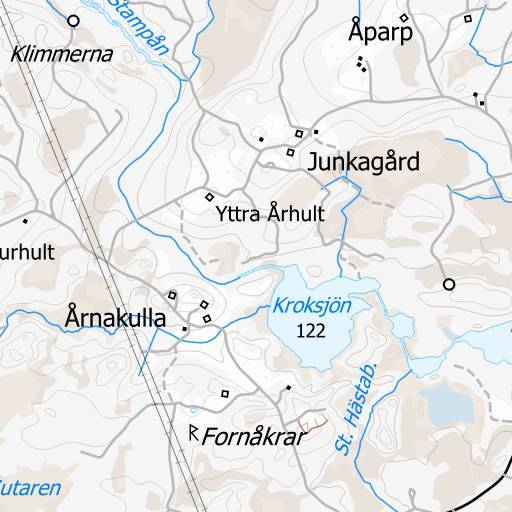 Stampån
Åparp
Klimmerna
Junkagård
Yttra Århult
urhult
Kroksjön
122
Årnakulla
St. Hästab.
R Fornåkrar
utaren